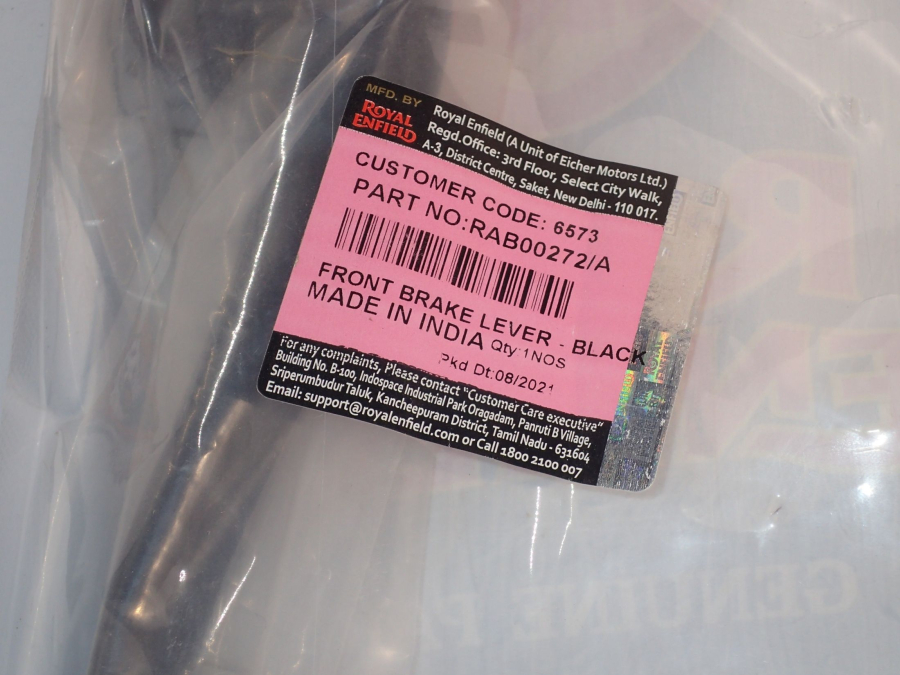 MFD. BY
ROYAL
ENFIELD
Royal Enfield (A Unit of Eicher Motors Ltd.)
Regd.Office: 3rd Floor, Select City Walk,
A-3, District Centre, Saket, New Delhi - 110 017.
CUSTOMER CODE: 6573
PART NO:RAB00272/A
FRONT BRAKE LEVER - BLACK
MADE IN INDIA Qty:1NOS
Pkd Dt:08/2021
For any complaints, Please contact "Customer Care executive"
Building No. B-100, Indospace Industrial Park Oragadam, Panruti B Village,
Sriperumbudur Taluk, Kancheepuram District, Tamil Nadu - 631604
Email: support@royalenfield.com or Call 1800 2100 007
GENUINE